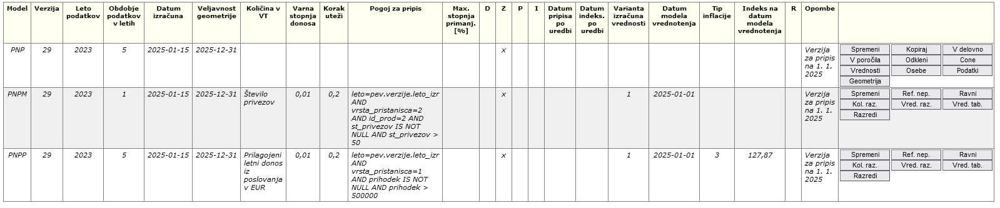 Model Verzija Leto podatkov Obdobje podatkov v letih Datum izračuna Veljavnost geometrije Količina v VT Varna stopnja donosa Korak uteži Pogoj za pripis Max. stopnja primanj. [%] D Z P I Datum pripisa po uredbi Datum indeks. po uredbi Varianta izračuna vrednosti Datum modela vrednotenja Tip inflacije Indeks na datum modela vrednotenja R Opombe
PNP 29 2023 5 2025-01-15 2025-12-31 x Verzija za pripis na 1. 1. 2025
Spremeni Kopiraj V delovno
V poročila Odkleni Cone
Vrednosti Osebe Podatki
Geometrija
PNPM 29 2023 1 2025-01-15 2025-12-31 Število privezov 0,01 0,2 leto=pev.verzije.leto_izr AND vrsta_pristanisca=2 AND id_prod=2 AND st_privezov IS NOT NULL AND st_privezov > 50 x 1 2025-01-01 Verzija za pripis na 1. 1. 2025
Spremeni Ref. nep. Ravni
Kol. raz. Vred. raz. Vred. tab.
Razredi
PNPP 29 2023 5 2025-01-15 2025-12-31 Prilagojeni letni donos iz poslovanja v EUR 0,01 0,2 leto=pev.verzije.leto_izr AND vrsta_pristanisca=1 AND prihodek IS NOT NULL AND prihodek > 500000 x 1 2025-01-01 3 127,87 Verzija za pripis na 1. 1. 2025
Spremeni Ref. nep. Ravni
Kol. raz. Vred. raz. Vred. tab.
Razredi